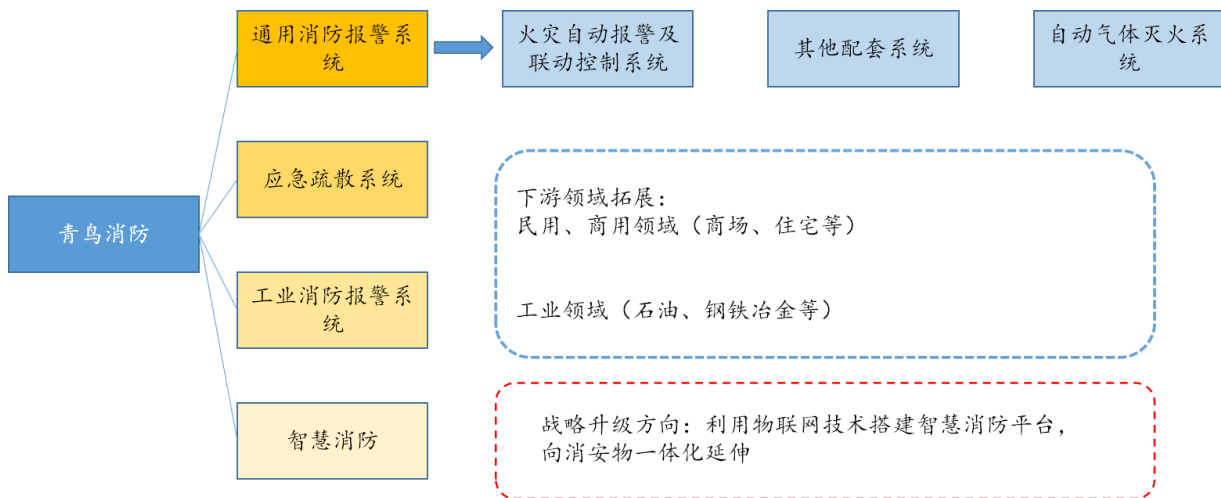 通用消防报警系
统
火灾自动报警及
联动控制系统
其他配套系统
自动气体灭火系
统
应急疏散系统
下游领域拓展：
民用、商用领域（商场、住宅等）
青鸟消防
工业消防报警系
统
工业领域（石油、钢铁冶金等）
智慧消防
战略升级方向：利用物联网技术搭建智慧消防平台，
向消安物一体化延伸